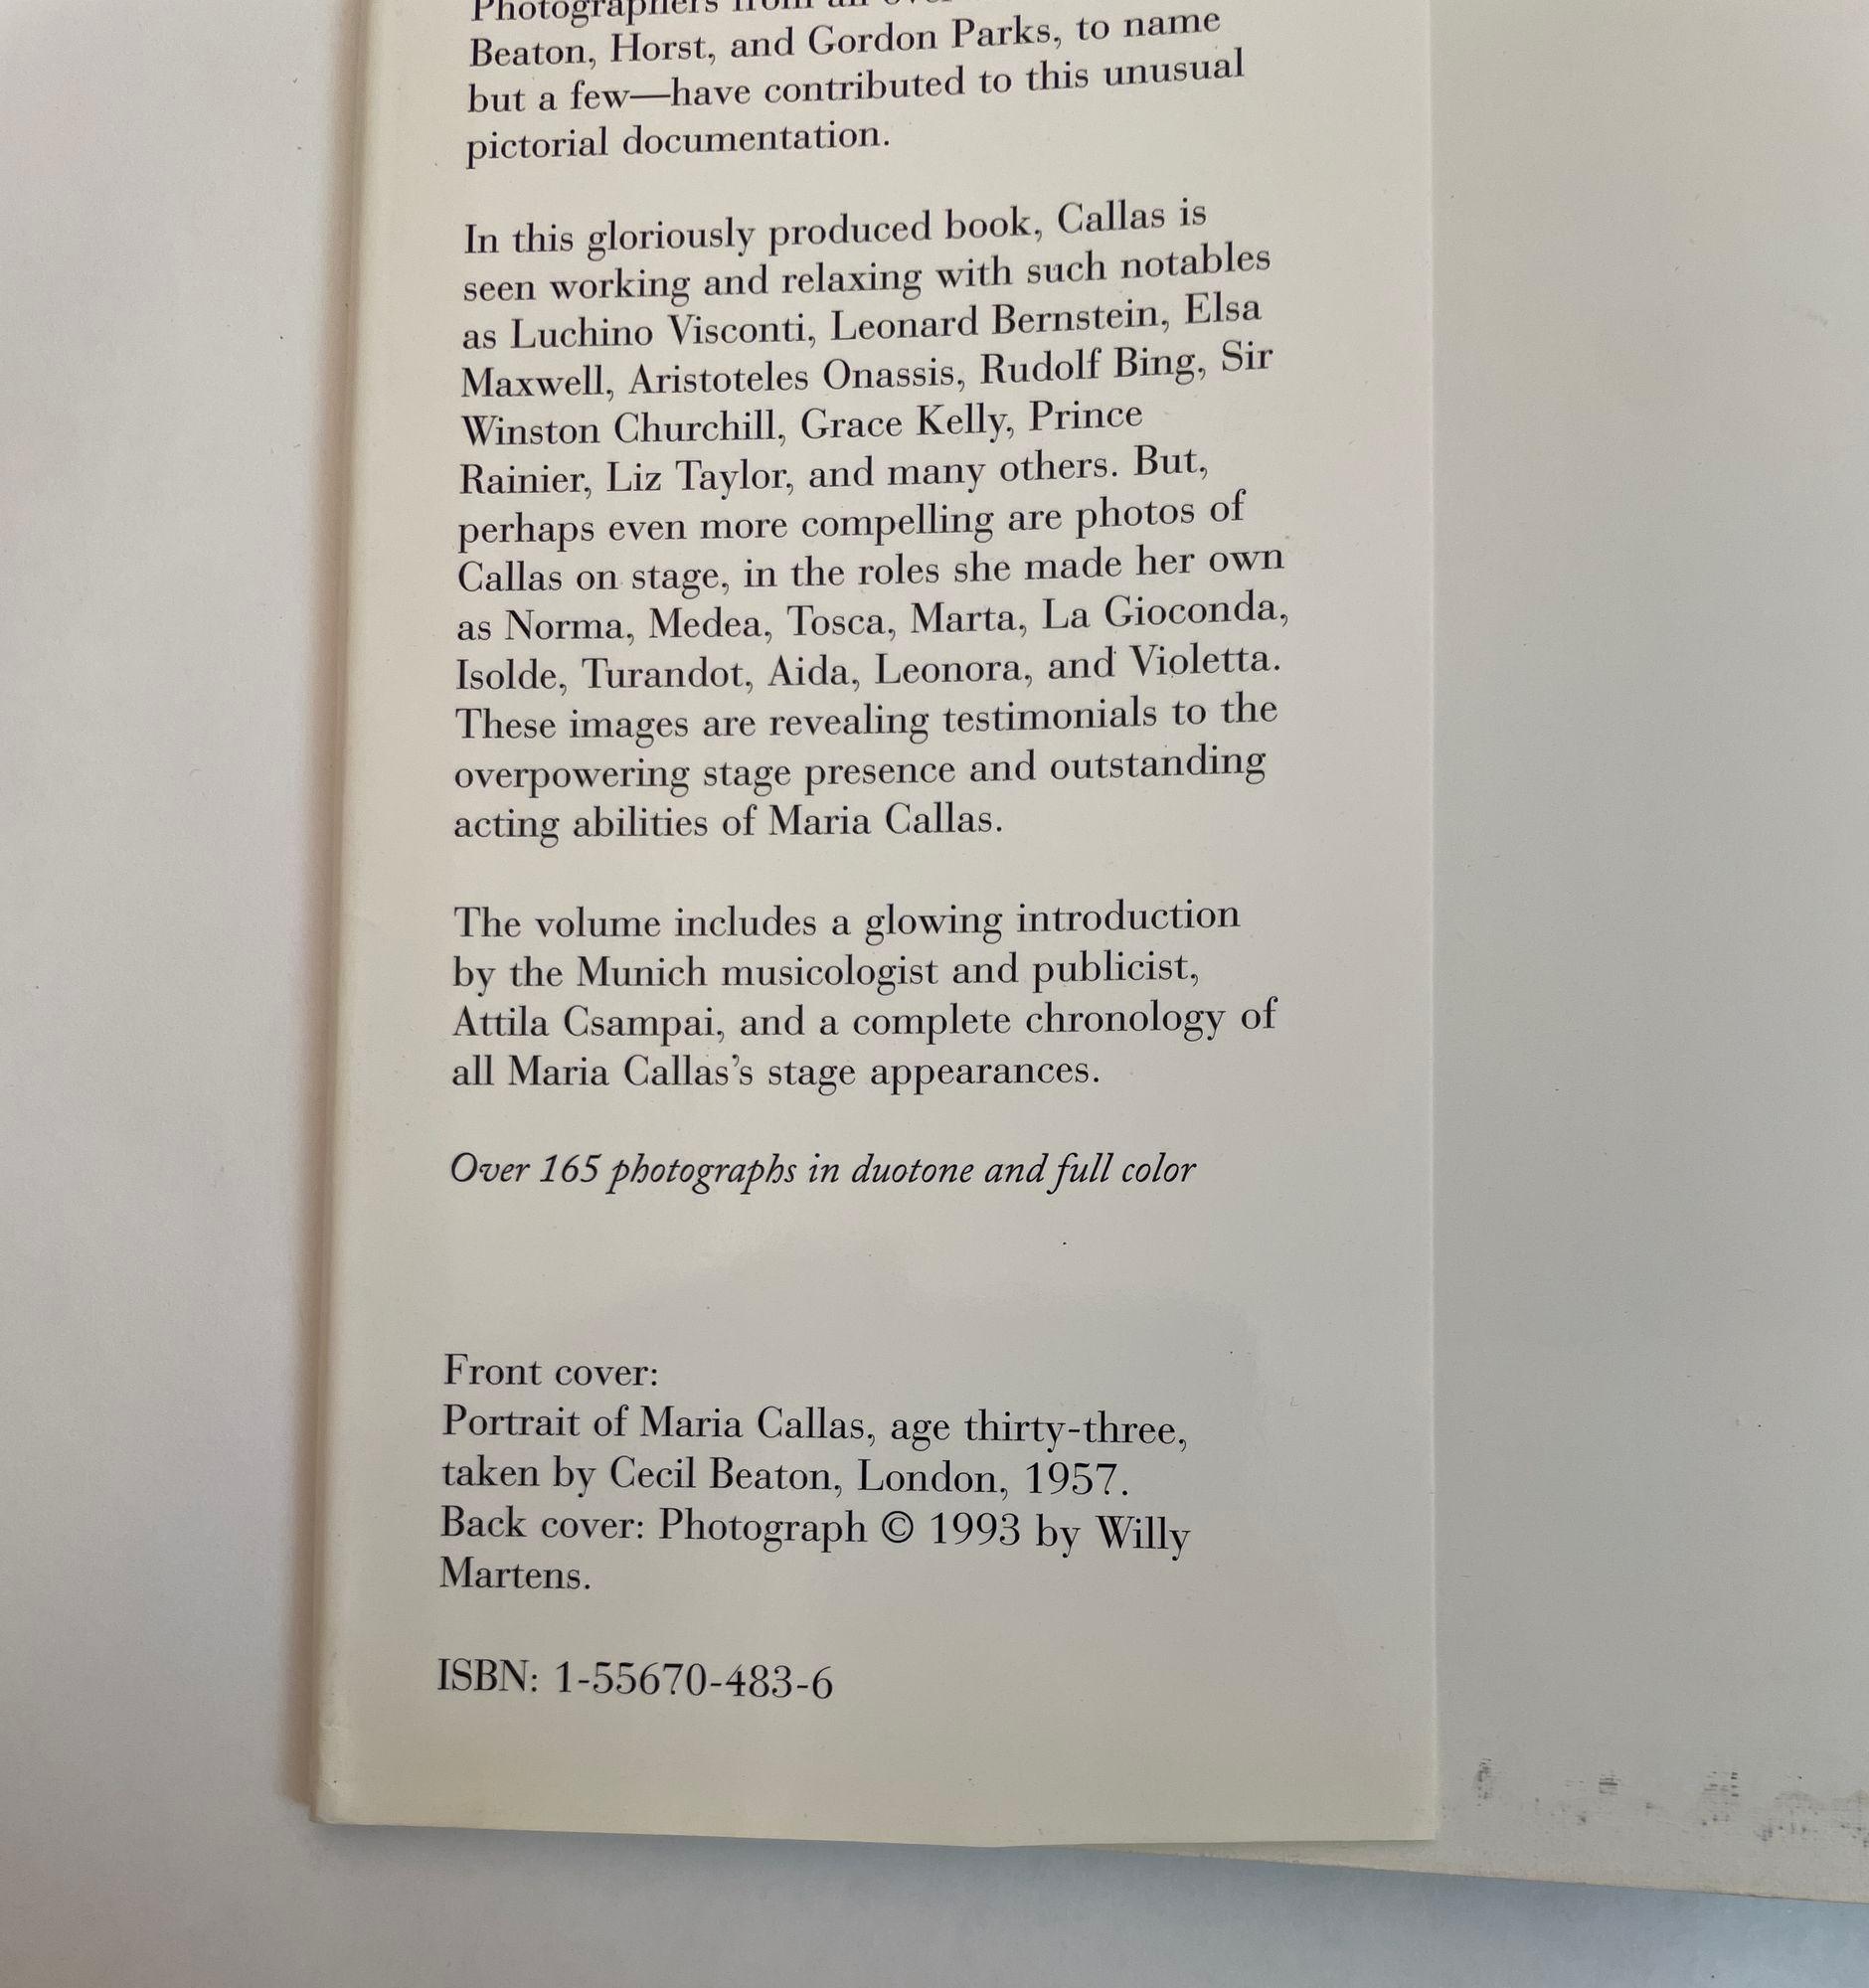 Photographers from all over
Beaton, Horst, and Gordon Parks, to name
but a few—have contributed to this unusual
pictorial documentation.
In this gloriously produced book, Callas is
seen working and relaxing with such notables
as Luchino Visconti, Leonard Bernstein, Elsa
Maxwell, Aristoteles Onassis, Rudolf Bing, Sir
Winston Churchill, Grace Kelly, Prince
Rainier, Liz Taylor, and many others. But,
perhaps even more compelling are photos of
Callas on stage, in the roles she made her own
as Norma, Medea, Tosca, Marta, La Gioconda,
Isolde, Turandot, Aida, Leonora, and Violetta.
These images are revealing testimonials to the
overpowering stage presence and outstanding
acting abilities of Maria Callas.
The volume includes a glowing introduction
by the Munich musicologist and publicist,
Attila Csampai, and a complete chronology of
all Maria Callas’s stage appearances.
Over 165 photographs in duotone and full color
Front cover:
Portrait of Maria Callas, age thirty-three,
taken by Cecil Beaton, London, 1957.
Back cover: Photograph © 1993 by Willy
Martens.
ISBN: 1-55670-483-6